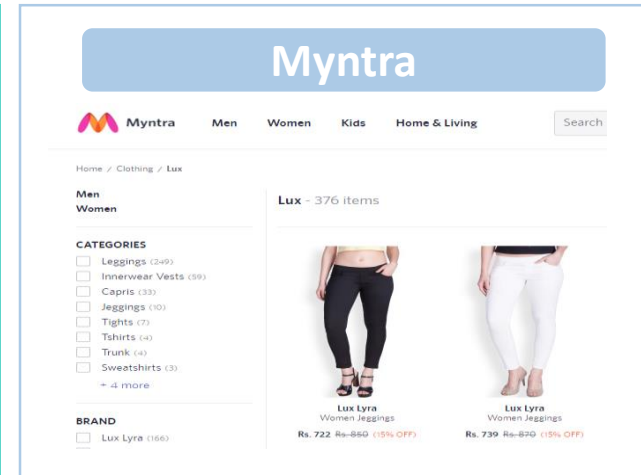 Myntra
Myntra Men Women Kids Home & Living Search
Home / Clothing / Lux
Men
Women
Lux - 376 items
CATEGORIES
Leggings (249)
Innerwear Vests (59)
Capris (33)
Jeggings (10)
Tights (7)
Tshirts (4)
Trunk (4)
Sweatshirts (3)
+ 4 more
BRAND
Lux Lyra (166)
Lux Lyra
Women Jeggings
Rs. 722 Rs. 850 (15% OFF)
Lux Lyra
Women Jeggings
Rs. 739 Rs. 870 (15% OFF)